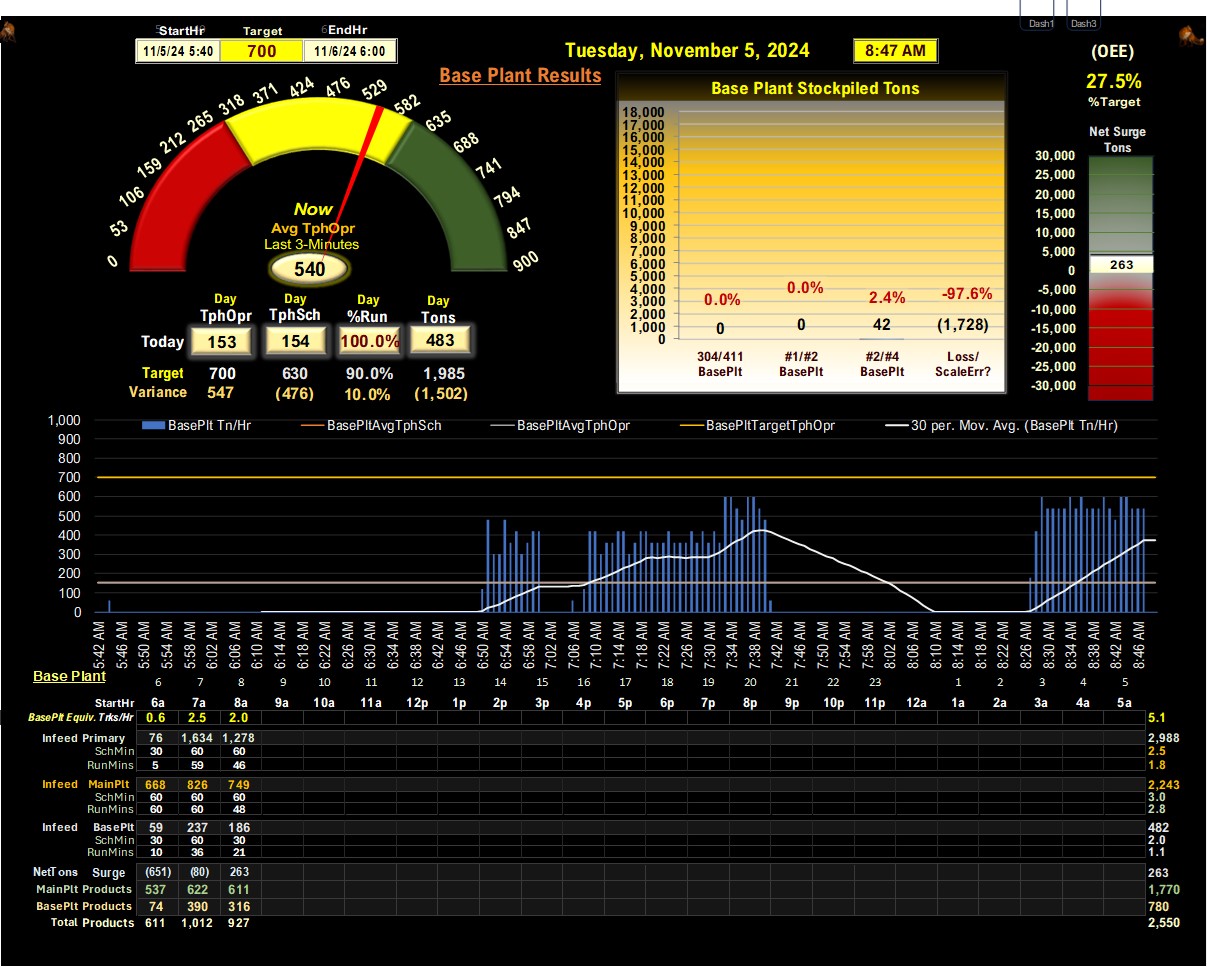 Dash1 Dash3
StartHr Target EndHr
11/5/24 5:40 700 11/6/24 6:00
Tuesday, November 5, 2024 8:47 AM
(OEE)
27.5%
%Target
Base Plant Results
0 53 106 159 212 265 318 371 424 476 529 582 635 688 741 794 847 900
Now
Avg TphOpr
Last 3-Minutes
540
Day Day Day Day
TphOpr TphSch %Run Tons
Today 153 154 100.0% 483
Target 700 630 90.0% 1,985
Variance 547 (476) 10.0% (1,502)
Base Plant Stockpiled Tons
18,000
17,000
16,000
15,000
14,000
13,000
12,000
11,000
10,000
9,000
8,000
7,000
6,000
5,000
4,000
3,000
2,000
1,000
0
0.0% 0.0% 2.4% -97.6%
0 0 42 (1,728)
304/411 #1/#2 #2/#4 Loss/
BasePlt BasePlt BasePlt ScaleErr?
Net Surge
Tons
30,000
25,000
20,000
15,000
10,000
5,000
0
-5,000
-10,000
-15,000
-20,000
-25,000
-30,000
263
BasePlt Tn/Hr BasePltAvgTphSch BasePltAvgTphOpr BasePltTargetTphOpr 30 per. Mov. Avg. (BasePlt Tn/Hr)
1,000
900
800
700
600
500
400
300
200
100
0
5:42 AM 5:46 AM 5:50 AM 5:54 AM 5:58 AM 6:02 AM 6:06 AM 6:10 AM 6:14 AM 6:18 AM 6:22 AM 6:26 AM 6:30 AM 6:34 AM 6:38 AM 6:42 AM 6:46 AM 6:50 AM 6:54 AM 6:58 AM 7:02 AM 7:06 AM 7:10 AM 7:14 AM 7:18 AM 7:22 AM 7:26 AM 7:30 AM 7:34 AM 7:38 AM 7:42 AM 7:46 AM 7:50 AM 7:54 AM 7:58 AM 8:02 AM 8:06 AM 8:10 AM 8:14 AM 8:18 AM 8:22 AM 8:26 AM 8:30 AM 8:34 AM 8:38 AM 8:42 AM 8:46 AM
Base Plant
6 7 8 9 10 11 12 13 14 15 16 17 18 19 20 21 22 23 1 2 3 4 5
StartHr 6a 7a 8a 9a 10a 11a 12p 1p 2p 3p 4p 5p 6p 7p 8p 9p 10p 11p 12a 1a 2a 3a 4a 5a
BasePlt Equiv. Trks/Hr 0.6 2.5 2.0 5.1
Infeed Primary 76 1,634 1,278 2,988
SchMin 30 60 60 2.5
RunMins 5 59 46 1.8
Infeed MainPlt 668 826 749 2,243
SchMin 60 60 60 3.0
RunMins 60 60 48 2.8
Infeed BasePlt 59 237 186 482
SchMin 30 60 30 2.0
RunMins 10 36 21 1.1
NetTons Surge (651) (80) 263 263
MainPlt Products 537 622 611 1,770
BasePlt Products 74 390 316 780
Total Products 611 1,012 927 2,550